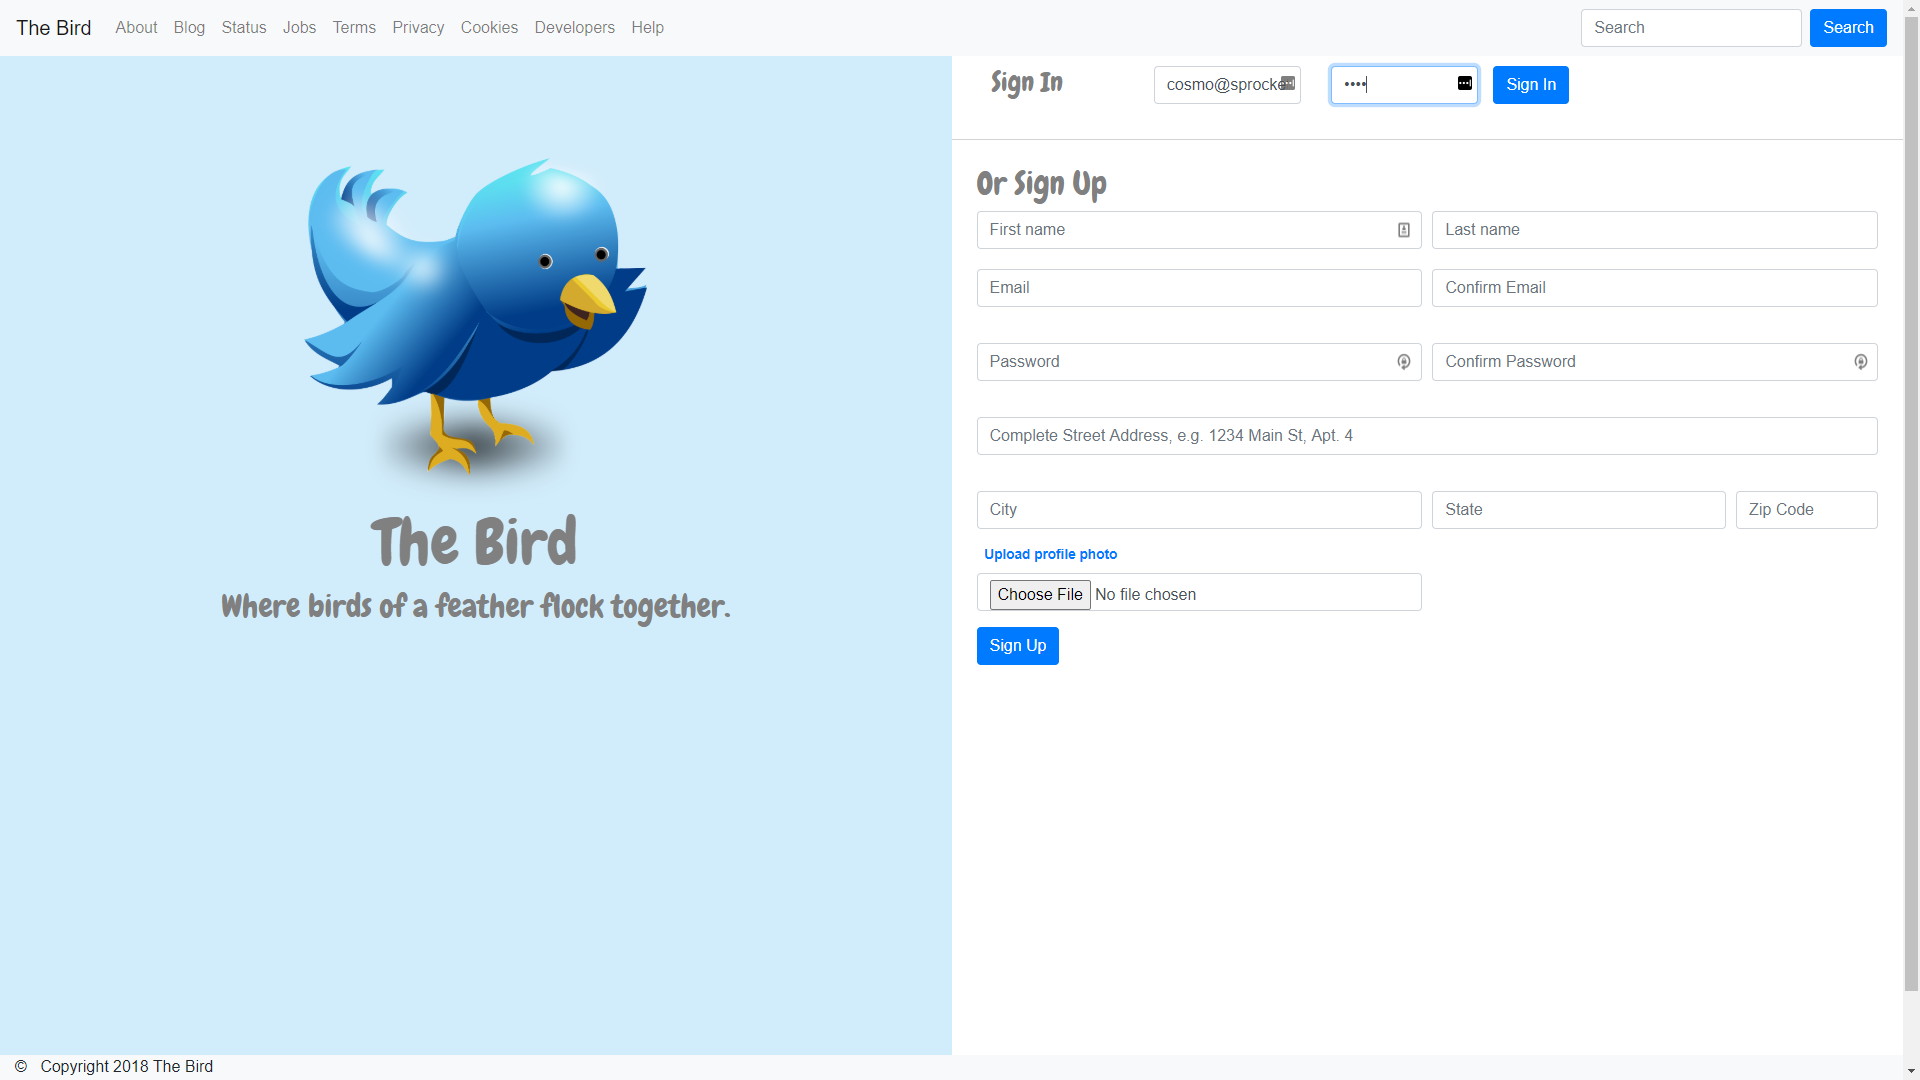 The Bird About Blog Status Jobs Terms Privacy Cookies Developers Help Search Search
Sign In cosmo@sprocke •••• Sign In
Or Sign Up
First name Last name
Email Confirm Email
Password Confirm Password
Complete Street Address, e.g. 1234 Main St, Apt. 4
City State Zip Code
Upload profile photo
Choose File No file chosen
Sign Up
The Bird
Where birds of a feather flock together.
© Copyright 2018 The Bird